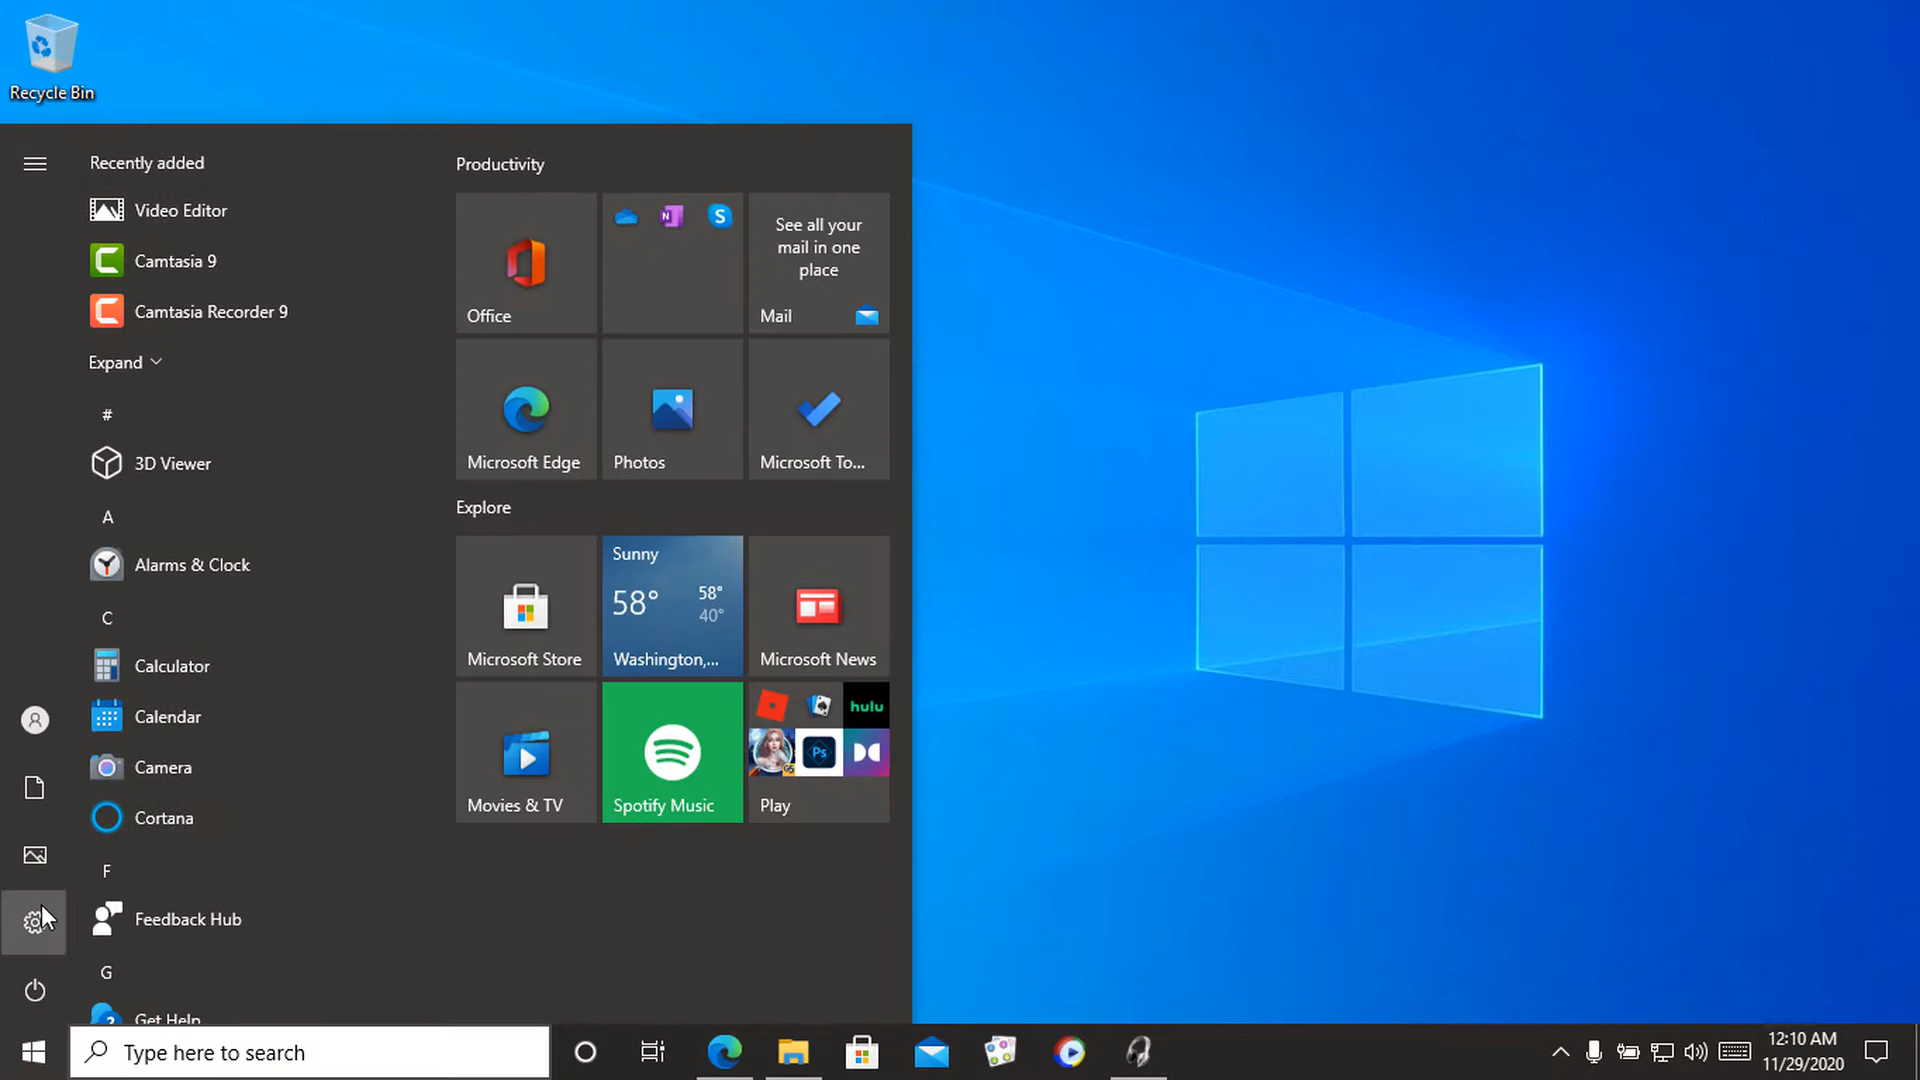 Recycle Bin
Recently added
Video Editor
Camtasia 9
Camtasia Recorder 9
Expand
#
3D Viewer
A
Alarms & Clock
C
Calculator
Calendar
Camera
Cortana
F
Feedback Hub
G
Get Help
Productivity
Office
N
S
See all your
mail in one
place
Mail
Microsoft Edge
Photos
Microsoft To...
Explore
Microsoft Store
Sunny
58° 58°
40°
Washington,...
Microsoft News
Movies & TV
Spotify Music
hulu
Ps
Play
Type here to search
12:10 AM
11/29/2020